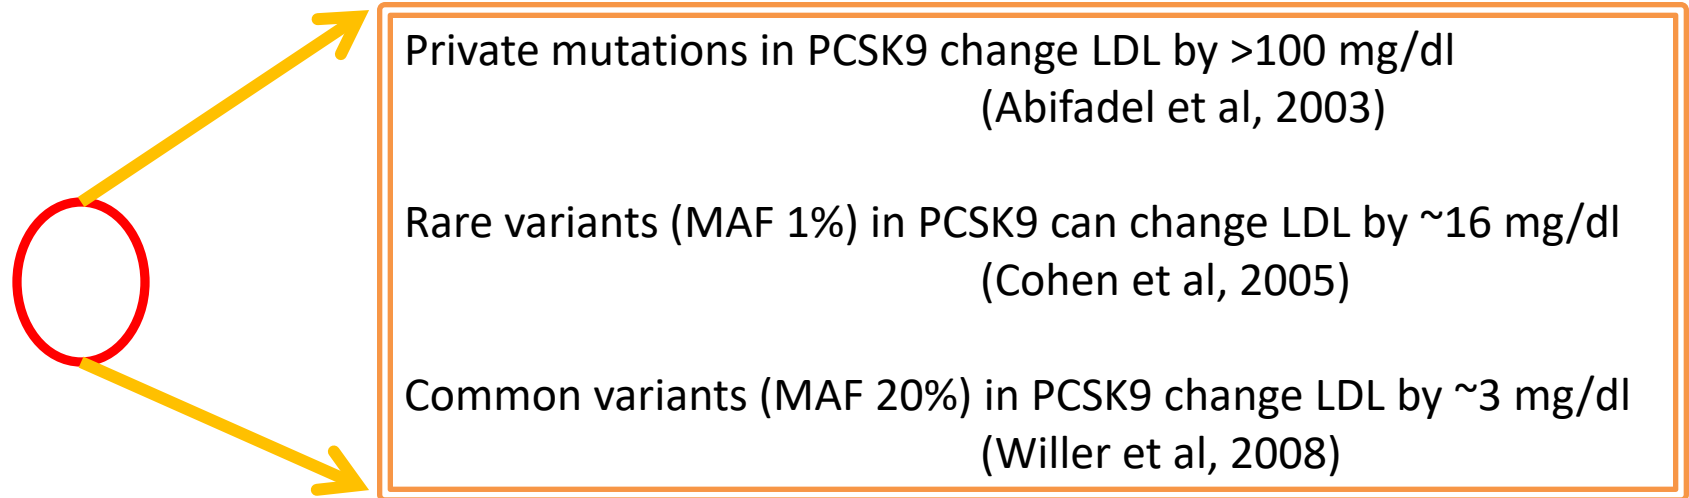 Private mutations in PCSK9 change LDL by >100 mg/dl
(Abifadel et al, 2003)
Rare variants (MAF 1%) in PCSK9 can change LDL by ~16 mg/dl
(Cohen et al, 2005)
Common variants (MAF 20%) in PCSK9 change LDL by ~3 mg/dl
(Willer et al, 2008)